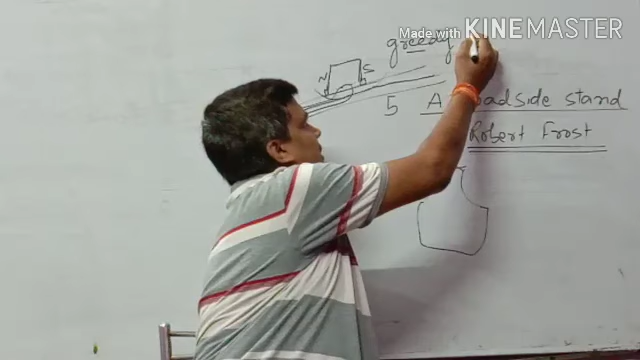 Made with KINEMASTER
greedy
5 A Roadside stand
Robert Frost